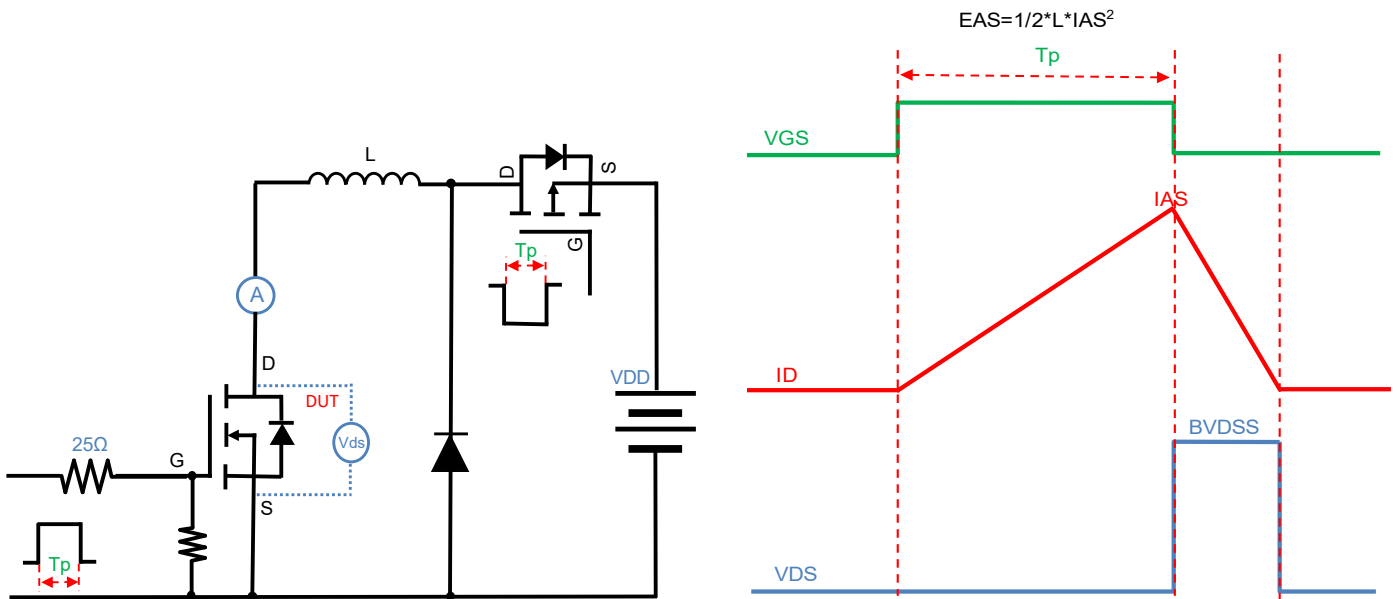 L
D
S
G
Tp
A
D
DUT
Vds
VDD
25Ω
G
S
Tp
EAS=1/2*L*IAS²
Tp
VGS
IAS
ID
BVDSS
VDS